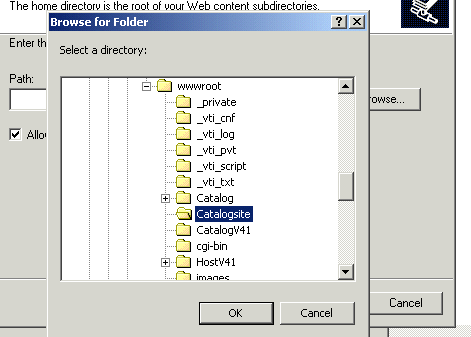 The home directory is the root of your Web content subdirectories.
Browse for Folder
Enter th
Select a directory:
Path:
rowse...
Allo
wwwroot
_private
_vti_cnf
_vti_log
_vti_pvt
_vti_script
_vti_txt
Catalog
Catalogsite
CatalogV41
cgi-bin
HostV41
images
OK
Cancel
Cancel